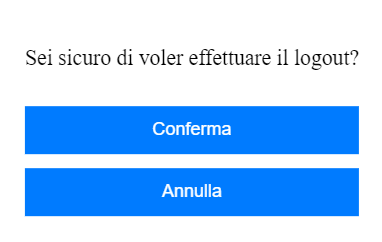 Sei sicuro di voler effettuare il logout?
Conferma
Annulla